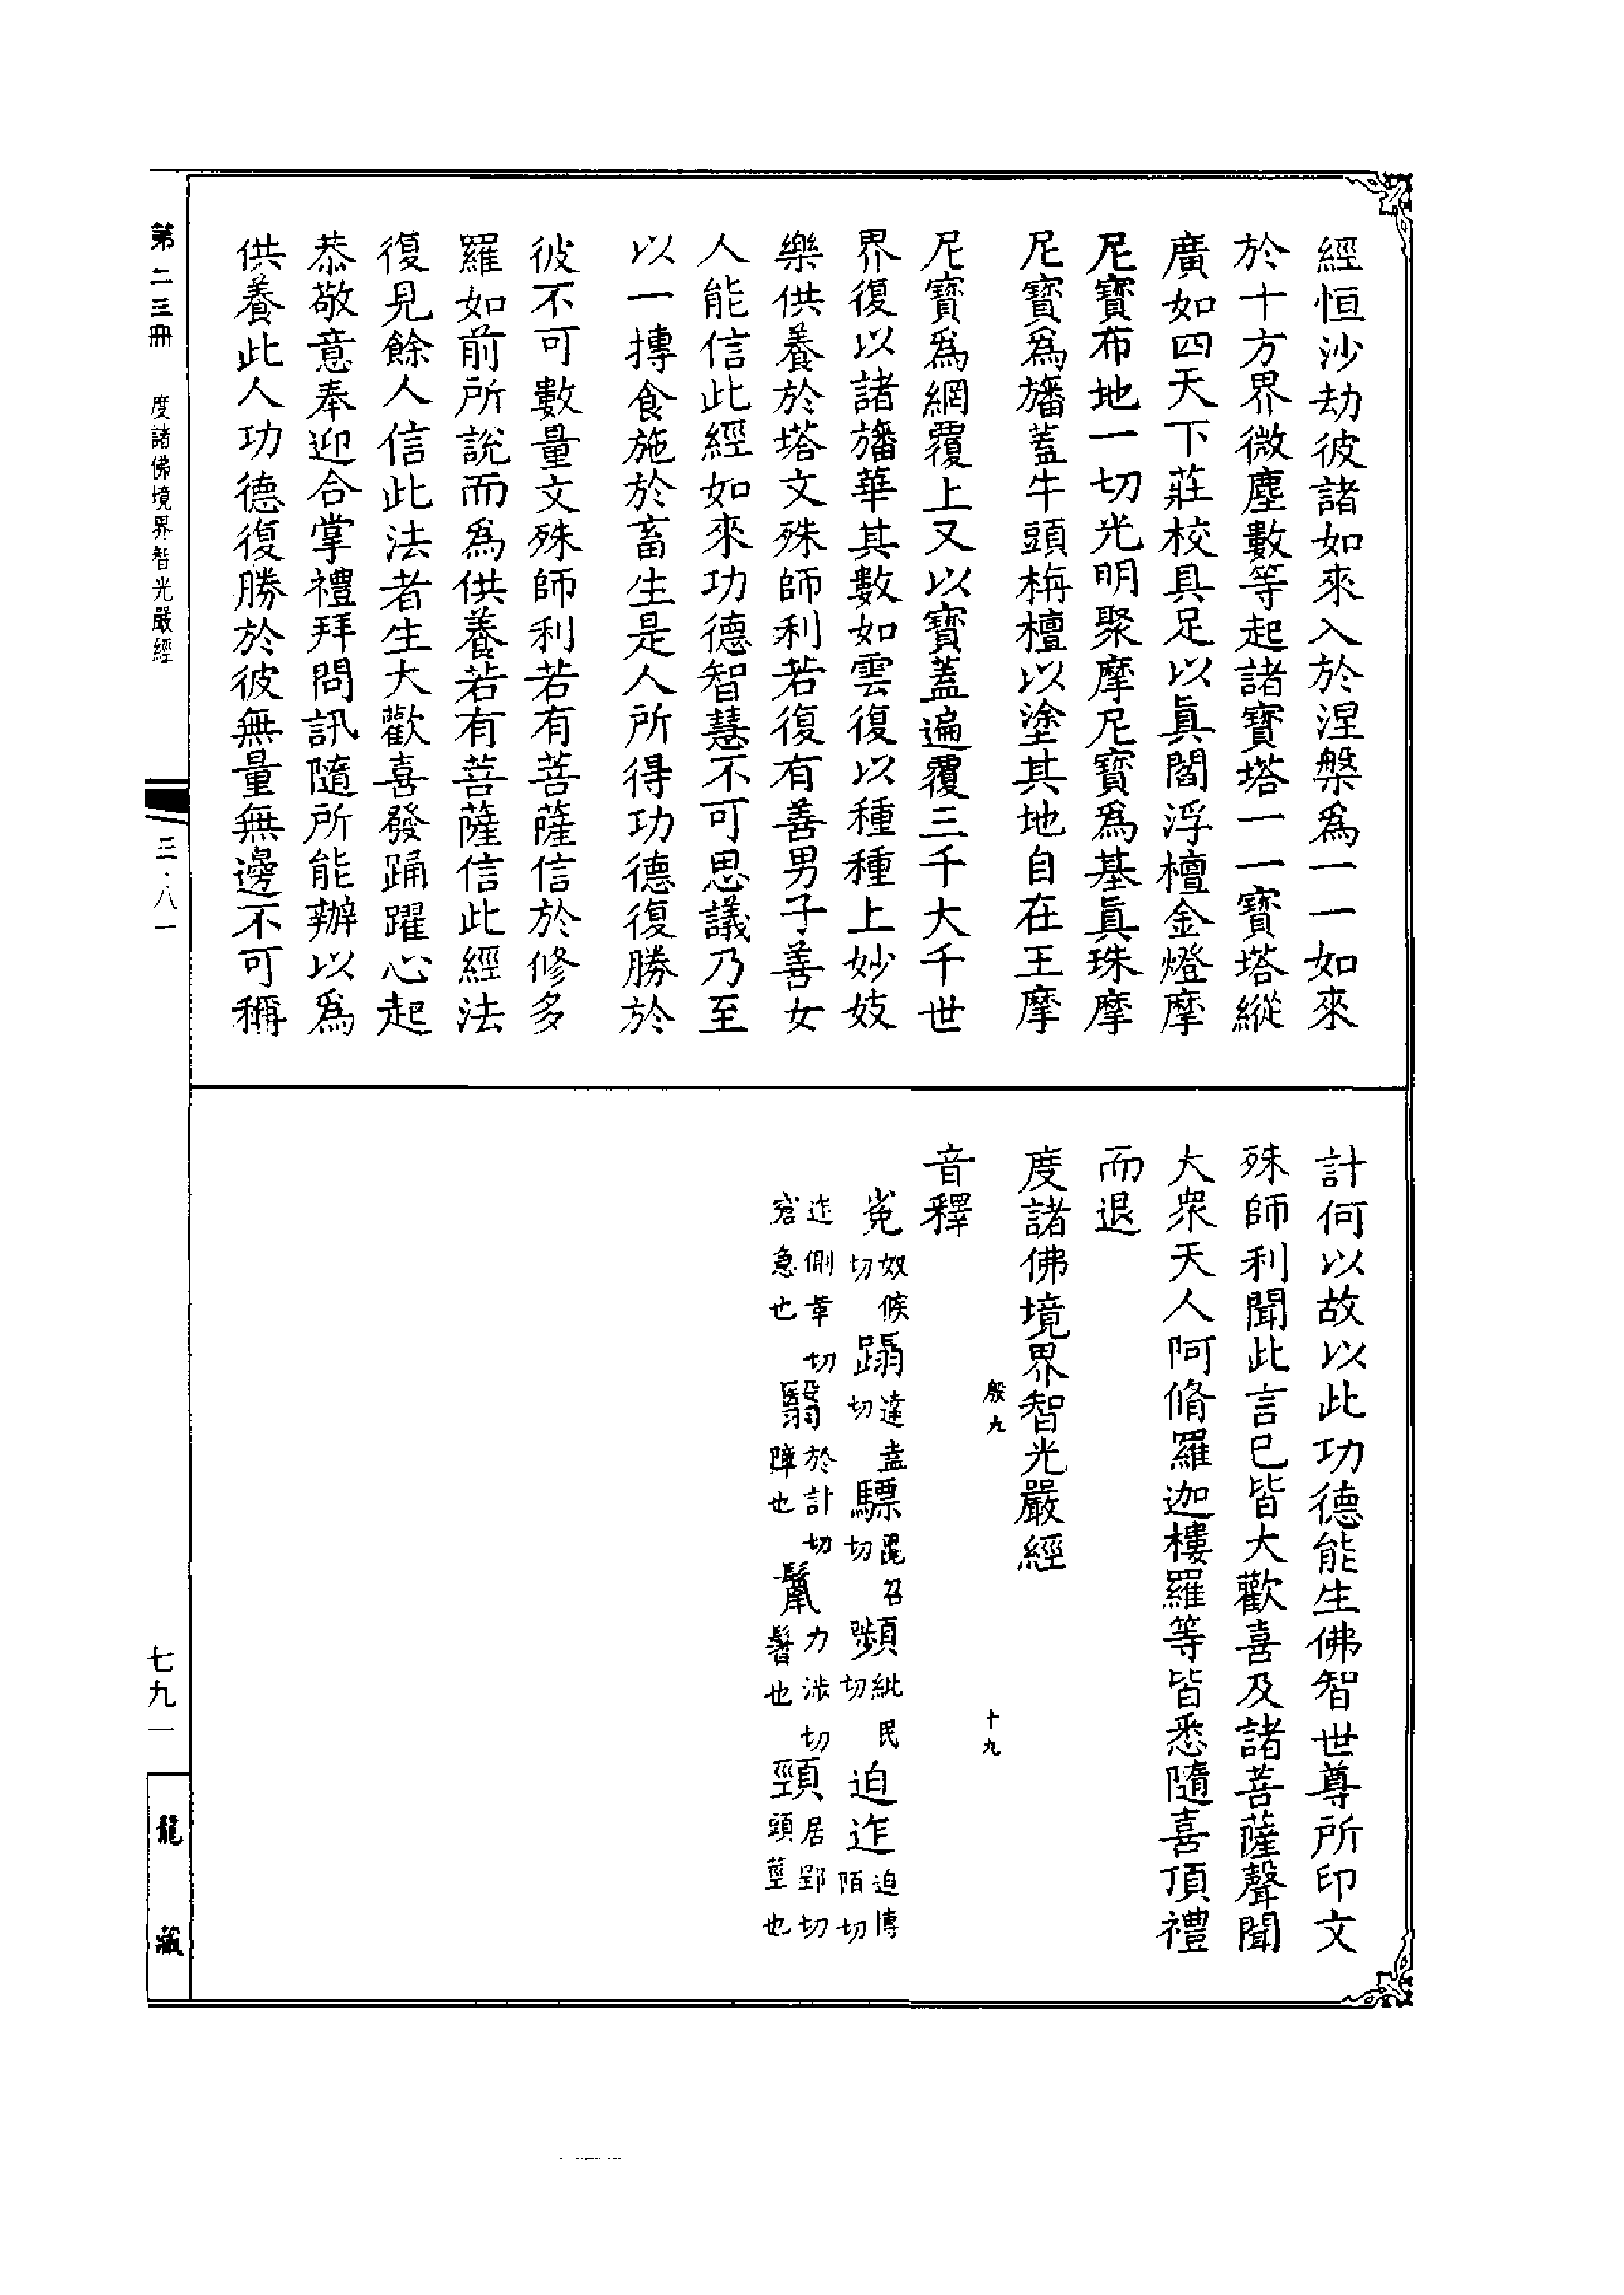 經恒沙劫彼諸如來入於涅槃爲一一如來
於十方界微塵數等起諸寶塔一一寶塔縱
廣如四天下莊校具足以眞閻浮檀金燈摩
尼寶布地一切光明聚摩尼寶爲基眞珠摩
尼寶爲旛蓋牛頭栴檀以塗其地自在王摩
尼寶爲網覆上又以寶蓋遍覆三千大千世
界復以諸旛華其數如雲復以種種上妙妓
樂供養於塔文殊師利若復有善男子善女
人能信此經如來功德智慧不可思議乃至
以一摶食施於畜生是人所得功德復勝於
彼不可數量文殊師利若有菩薩信於修多
羅如前所說而爲供養若有菩薩信此經法
復見餘人信此法者生大歡喜發踊躍心起
恭敬意奉迎合掌禮拜問訊隨所能辦以爲
供養此人功德復勝於彼無量無邊不可稱
計何以故以此功德能生佛智世尊所印文
殊師利聞此言已皆大歡喜及諸菩薩聲聞
大衆天人阿脩羅迦樓羅等皆悉隨喜頂禮
而退
度諸佛境界智光嚴經
殷九 十九
音釋
奴候切 蹋達盍切 驃毘召切 顰紕民切 迫迮迫博陌切
迮側革切窄急也 翳於計切障也 鬣力涉切鬐也 頸居郢切頭莖也
第二三冊 度諸佛境界智光嚴經
三·八一
七九一
龍藏